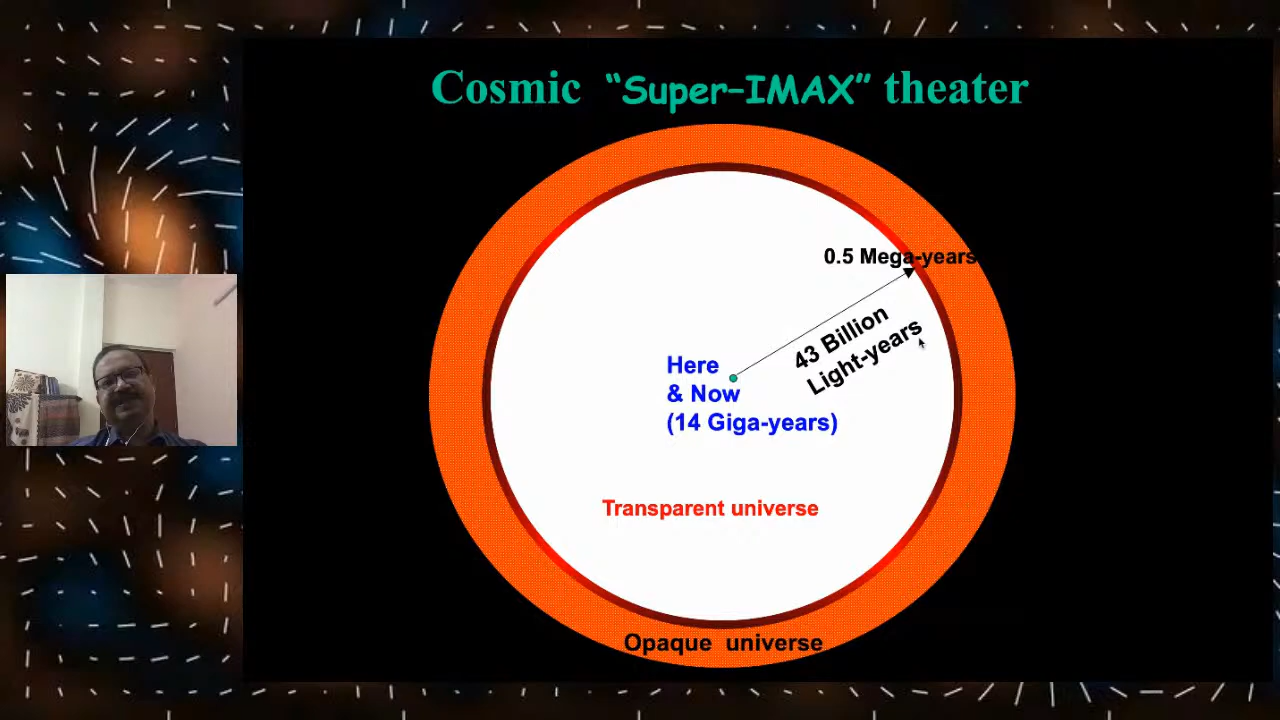 Cosmic “Super-IMAX” theater
0.5 Mega-years
43 Billion
Light-years
Here
& Now
(14 Giga-years)
Transparent universe
Opaque universe